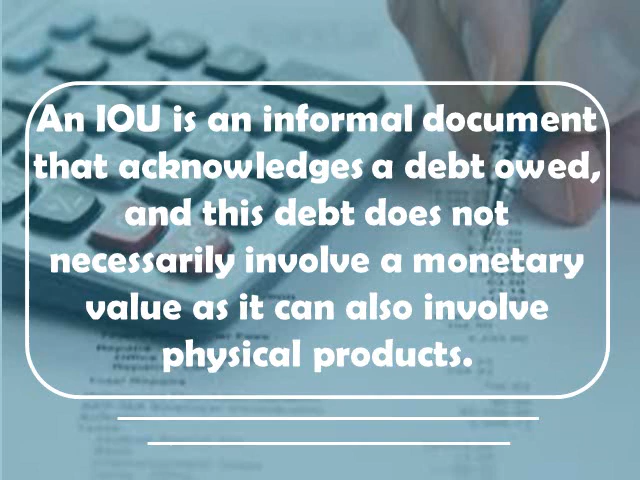 An IOU is an informal document
that acknowledges a debt owed,
and this debt does not
necessarily involve a monetary
value as it can also involve
physical products.